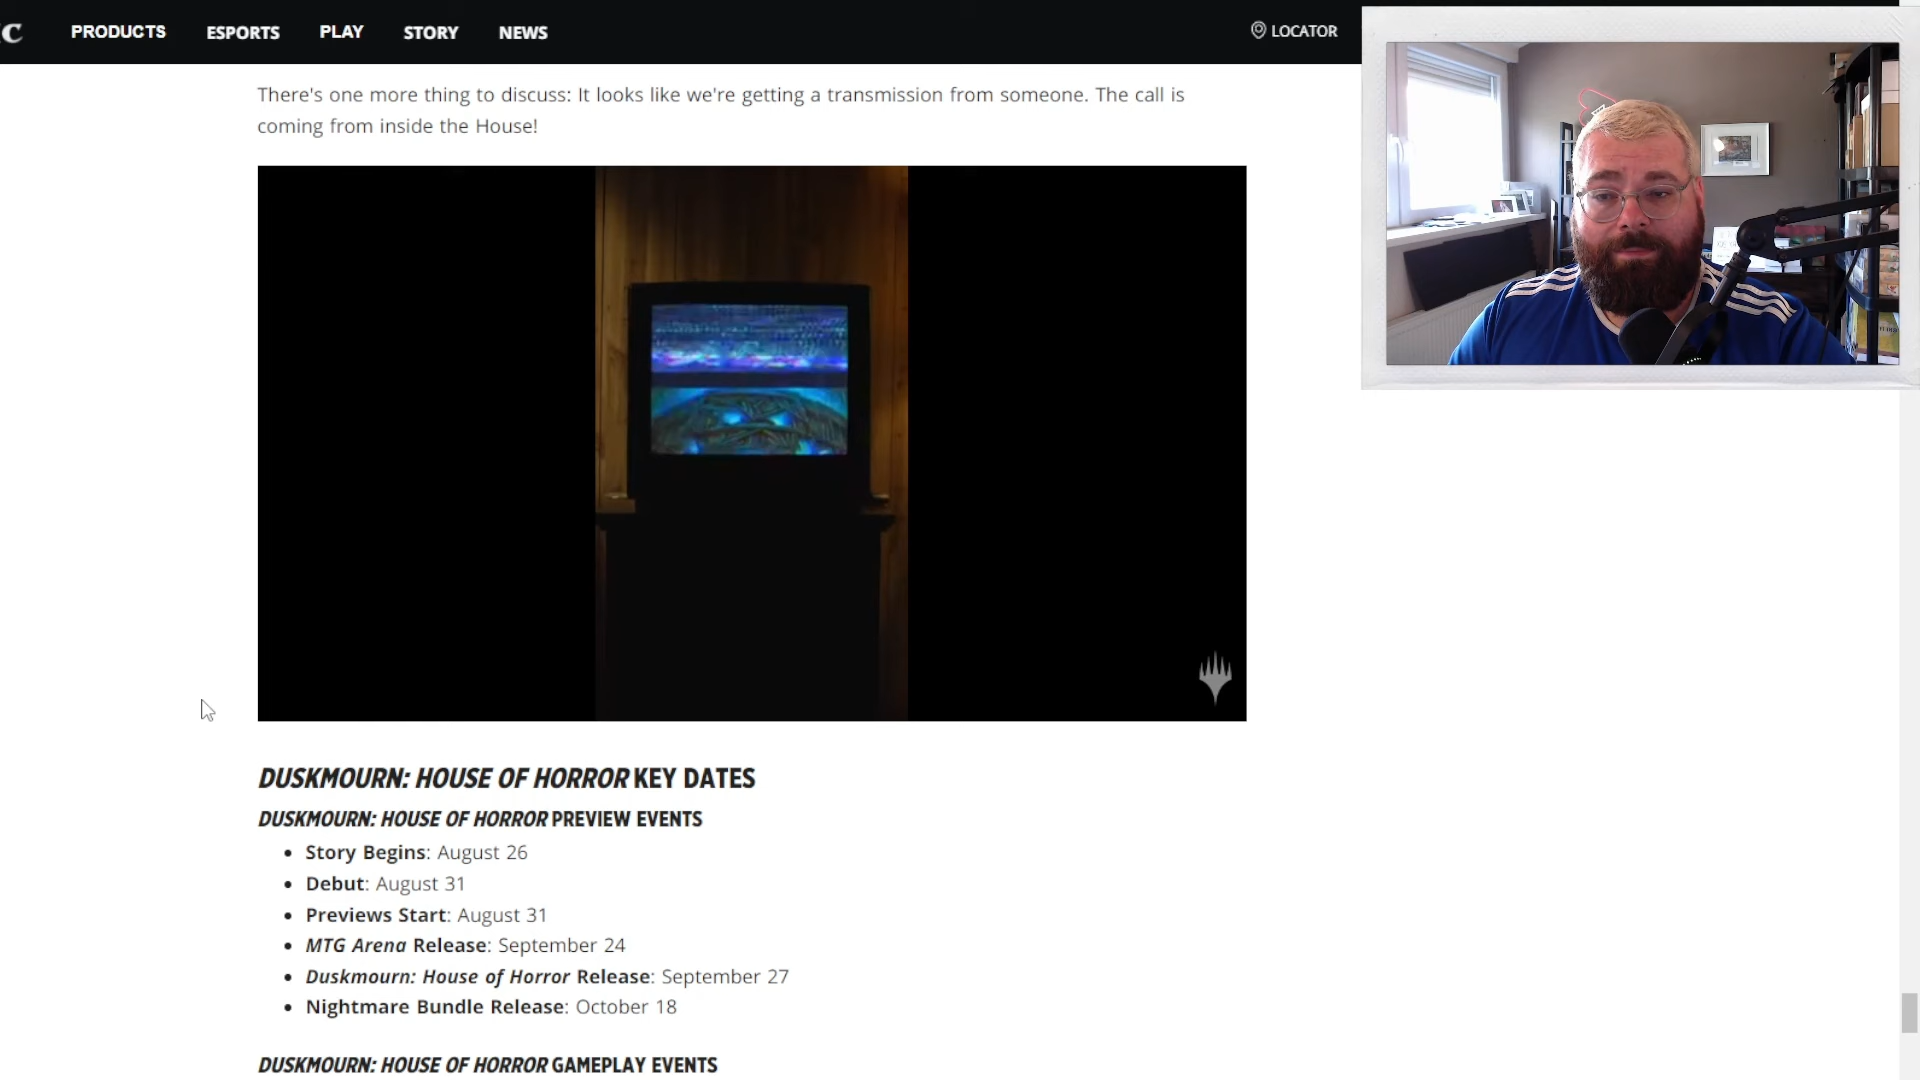 PRODUCTS ESPORTS PLAY STORY NEWS LOCATOR
There's one more thing to discuss: It looks like we're getting a transmission from someone. The call is
coming from inside the House!
DUSKMOURN: HOUSE OF HORROR KEY DATES
DUSKMOURN: HOUSE OF HORROR PREVIEW EVENTS
• Story Begins: August 26
• Debut: August 31
• Previews Start: August 31
• MTG Arena Release: September 24
• Duskmourn: House of Horror Release: September 27
• Nightmare Bundle Release: October 18
DUSKMOURN: HOUSE OF HORROR GAMEPLAY EVENTS